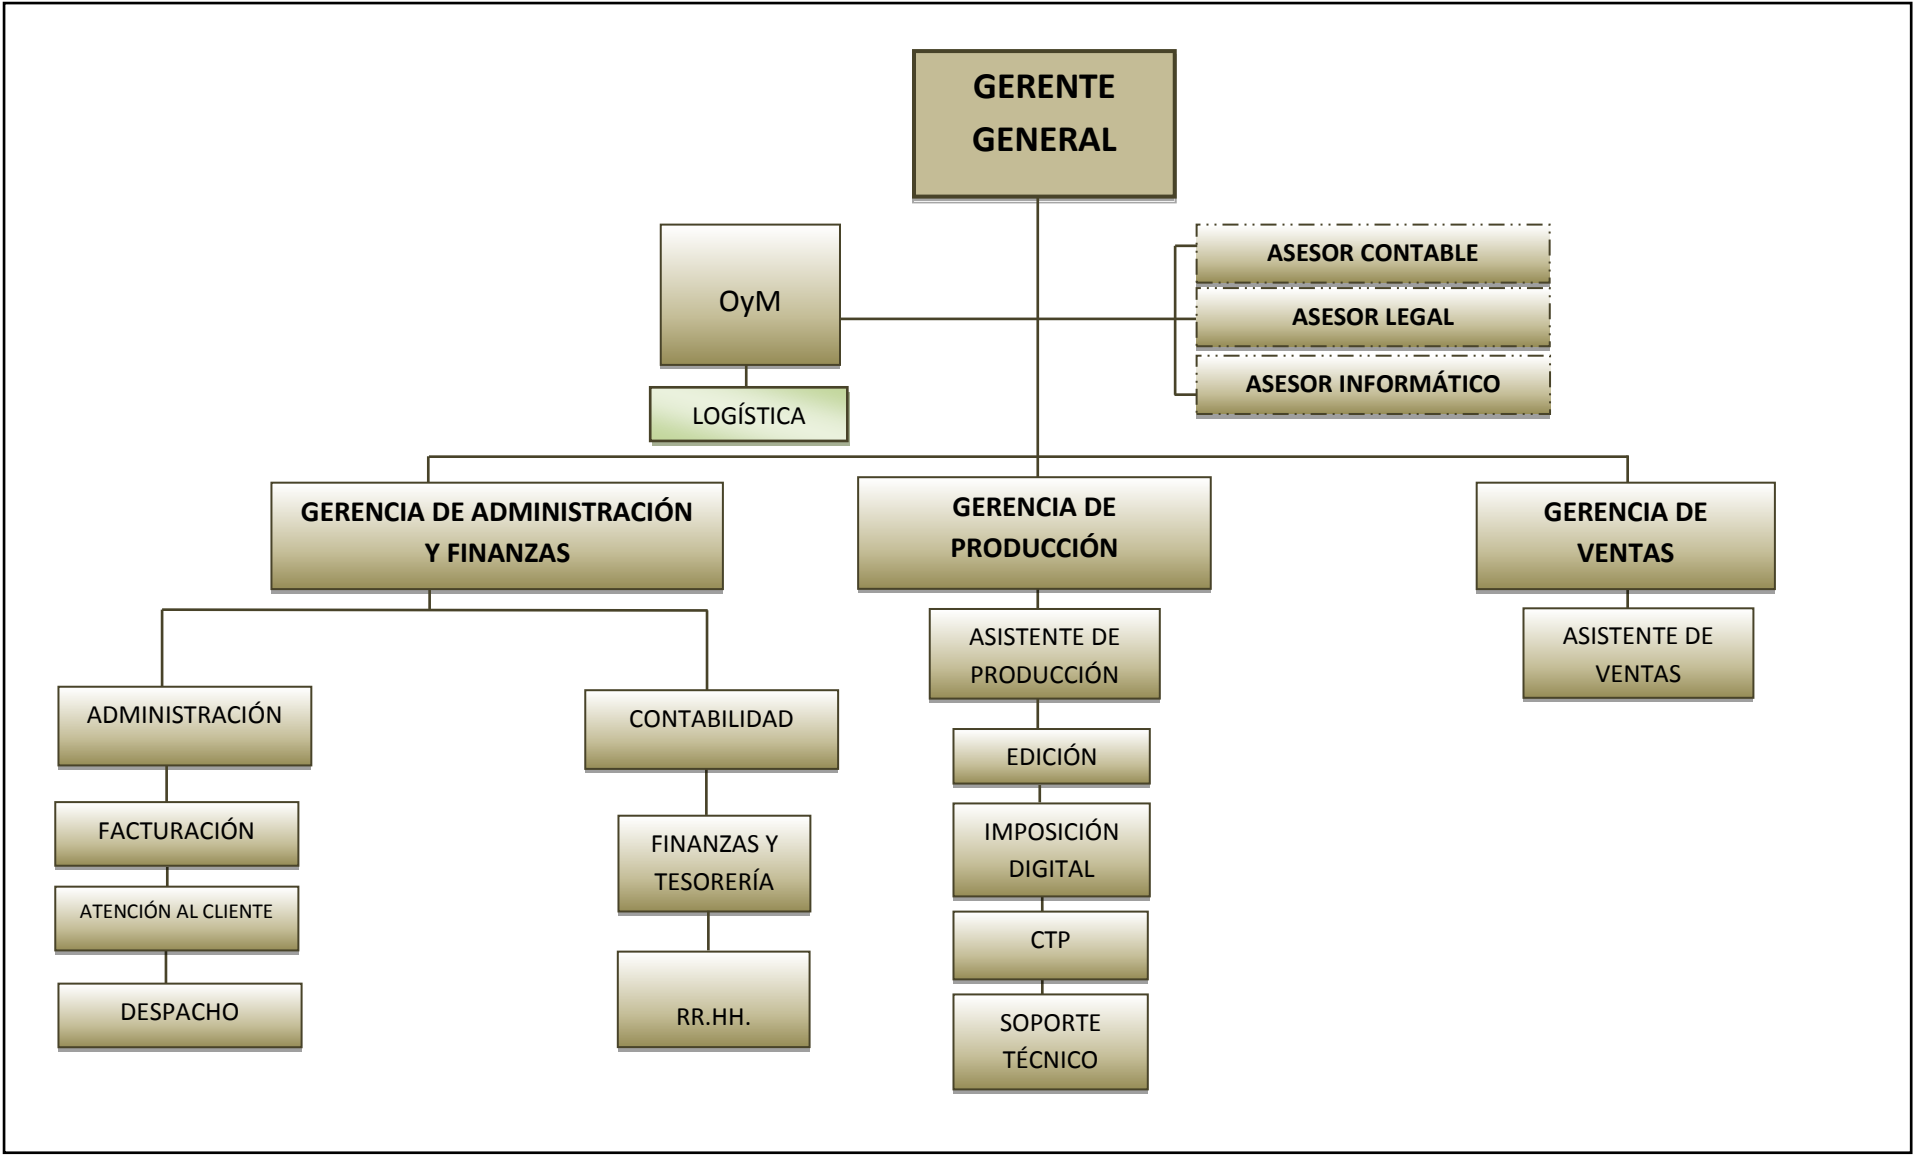 GERENTE
GENERAL
OyM
LOGÍSTICA
ASESOR CONTABLE
ASESOR LEGAL
ASESOR INFORMÁTICO
GERENCIA DE ADMINISTRACIÓN
Y FINANZAS
GERENCIA DE
PRODUCCIÓN
GERENCIA DE
VENTAS
ADMINISTRACIÓN
FACTURACIÓN
ATENCIÓN AL CLIENTE
DESPACHO
CONTABILIDAD
FINANZAS Y
TESORERÍA
RR.HH.
ASISTENTE DE
PRODUCCIÓN
EDICIÓN
IMPOSICIÓN
DIGITAL
CTP
SOPORTE
TÉCNICO
ASISTENTE DE
VENTAS